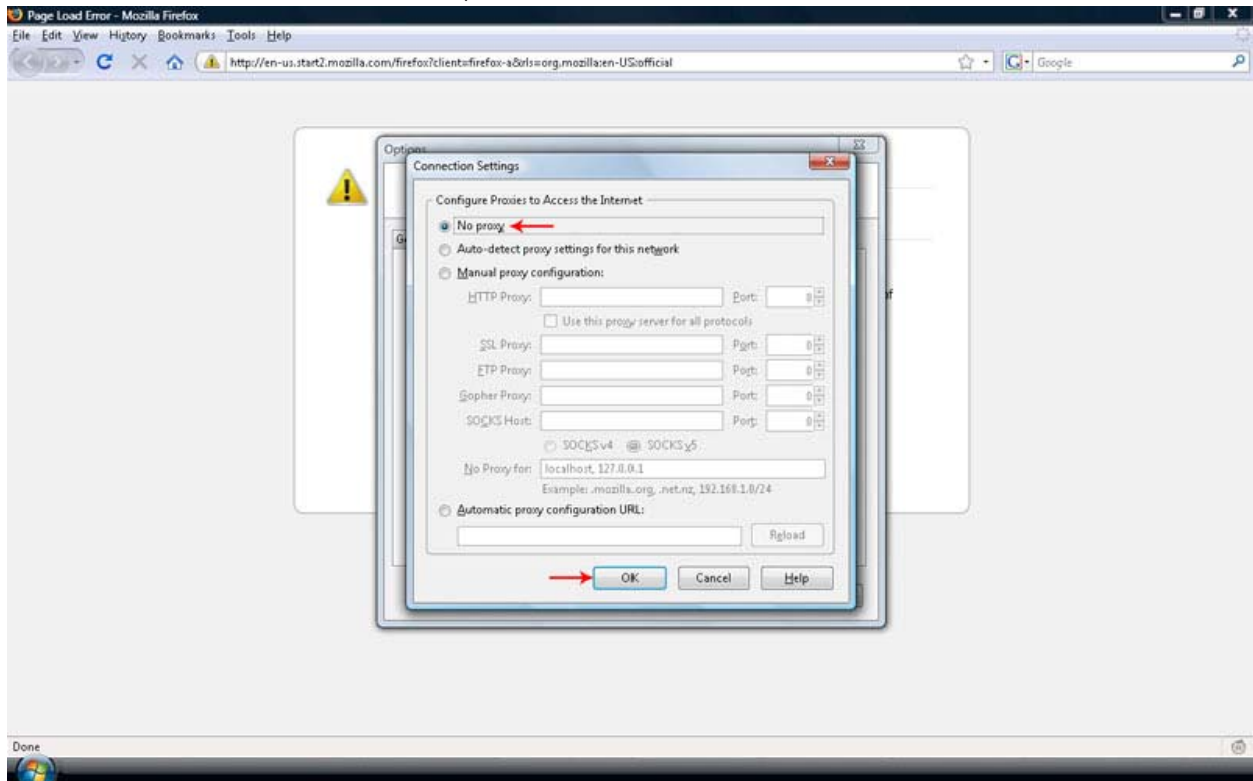 Page Load Error - Mozilla Firefox
File Edit View History Bookmarks Tools Help
http://en-us.start2.mozilla.com/firefox?client=firefox-a&rls=org.mozilla:en-US:official
Google
Options
Connection Settings
Configure Proxies to Access the Internet
No proxy
Auto-detect proxy settings for this network
Manual proxy configuration:
HTTP Proxy: Port: 0
Use this proxy server for all protocols
SSL Proxy: Port: 0
FTP Proxy: Port: 0
Gopher Proxy: Port: 0
SOCKS Host: Port: 0
SOCKS v4 SOCKS v5
No Proxy for: localhost, 127.0.0.1
Example: .mozilla.org, .net.nz, 192.168.1.0/24
Automatic proxy configuration URL:
Reload
OK Cancel Help
Done